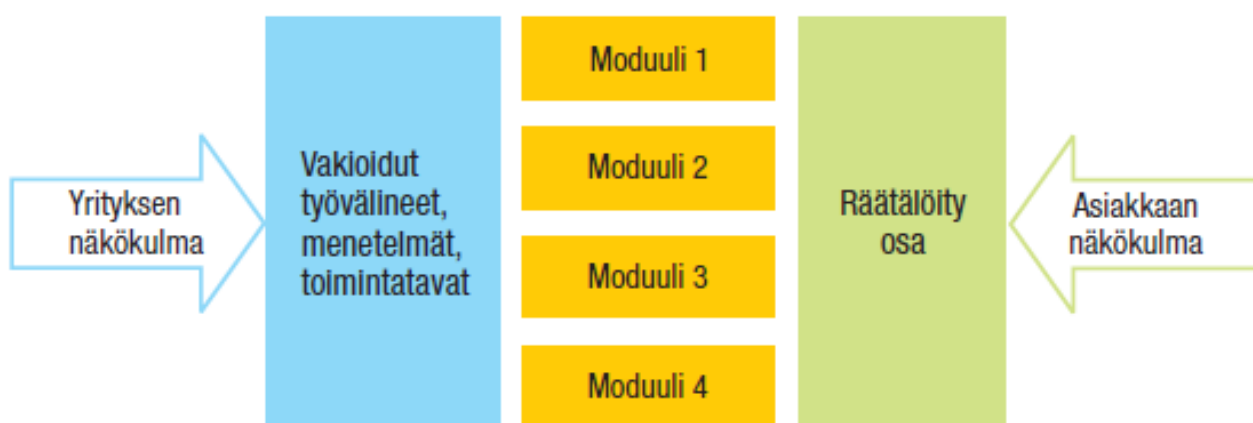 Yrityksen
näkökulma
Vakioidut
työvälineet,
menetelmät,
toimintatavat
Moduuli 1
Moduuli 2
Moduuli 3
Moduuli 4
Räätälöity
osa
Asiakkaan
näkökulma